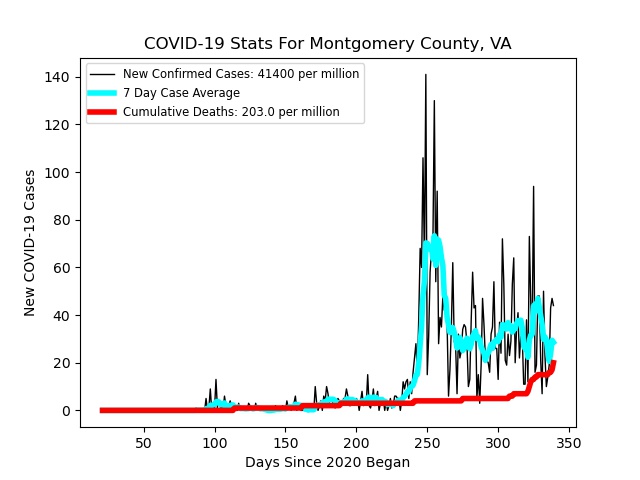 COVID-19 Stats For Montgomery County, VA
New Confirmed Cases: 41400 per million
7 Day Case Average
Cumulative Deaths: 203.0 per million
New COVID-19 Cases
140
120
100
80
60
40
20
0
50
100
150
200
250
300
350
Days Since 2020 Began